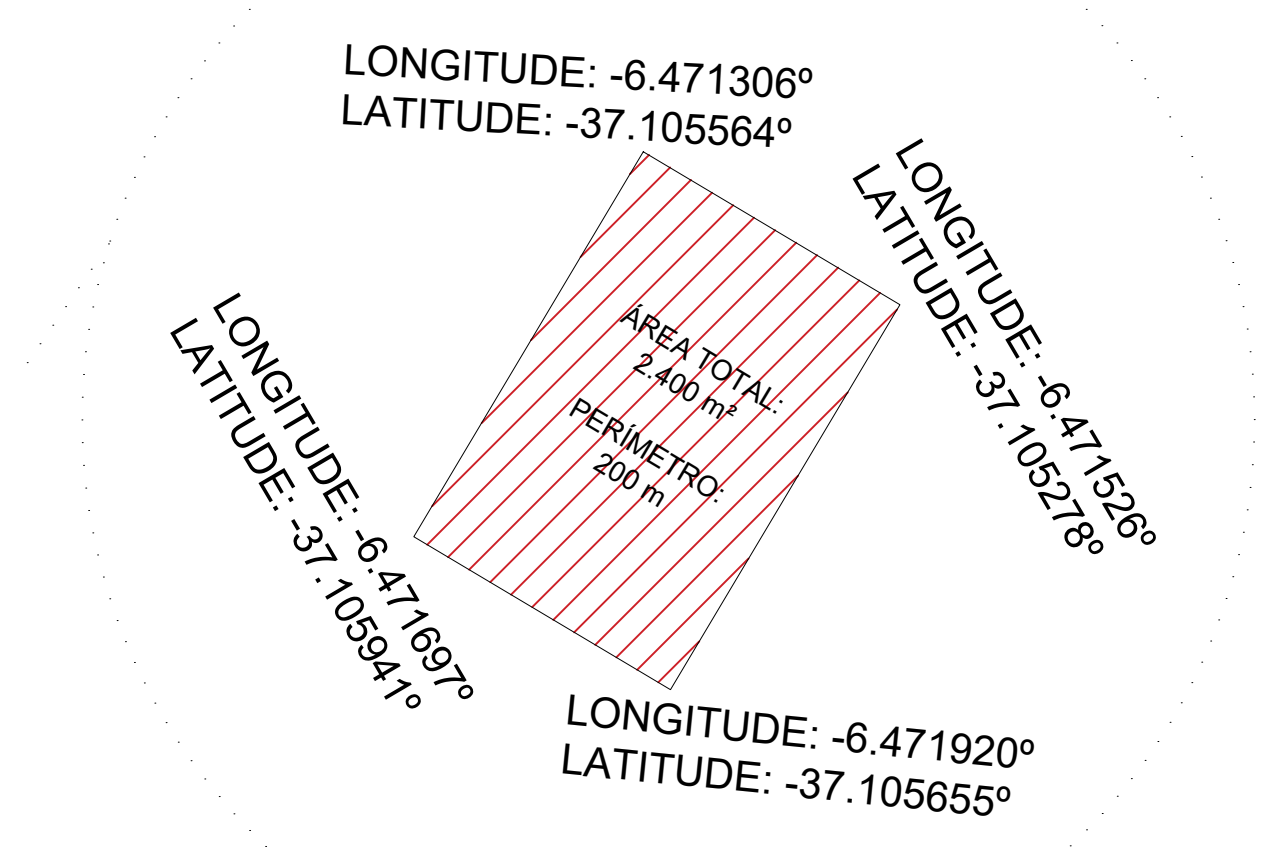 LONGITUDE: -6.471306º
LATITUDE: -37.105564º
LONGITUDE: -6.471526º
LATITUDE: -37.105278º
ÁREA TOTAL:
2.400 m²
PERÍMETRO:
200 m
LONGITUDE: -6.471697º
LATITUDE: -37.105941º
LONGITUDE: -6.471920º
LATITUDE: -37.105655º